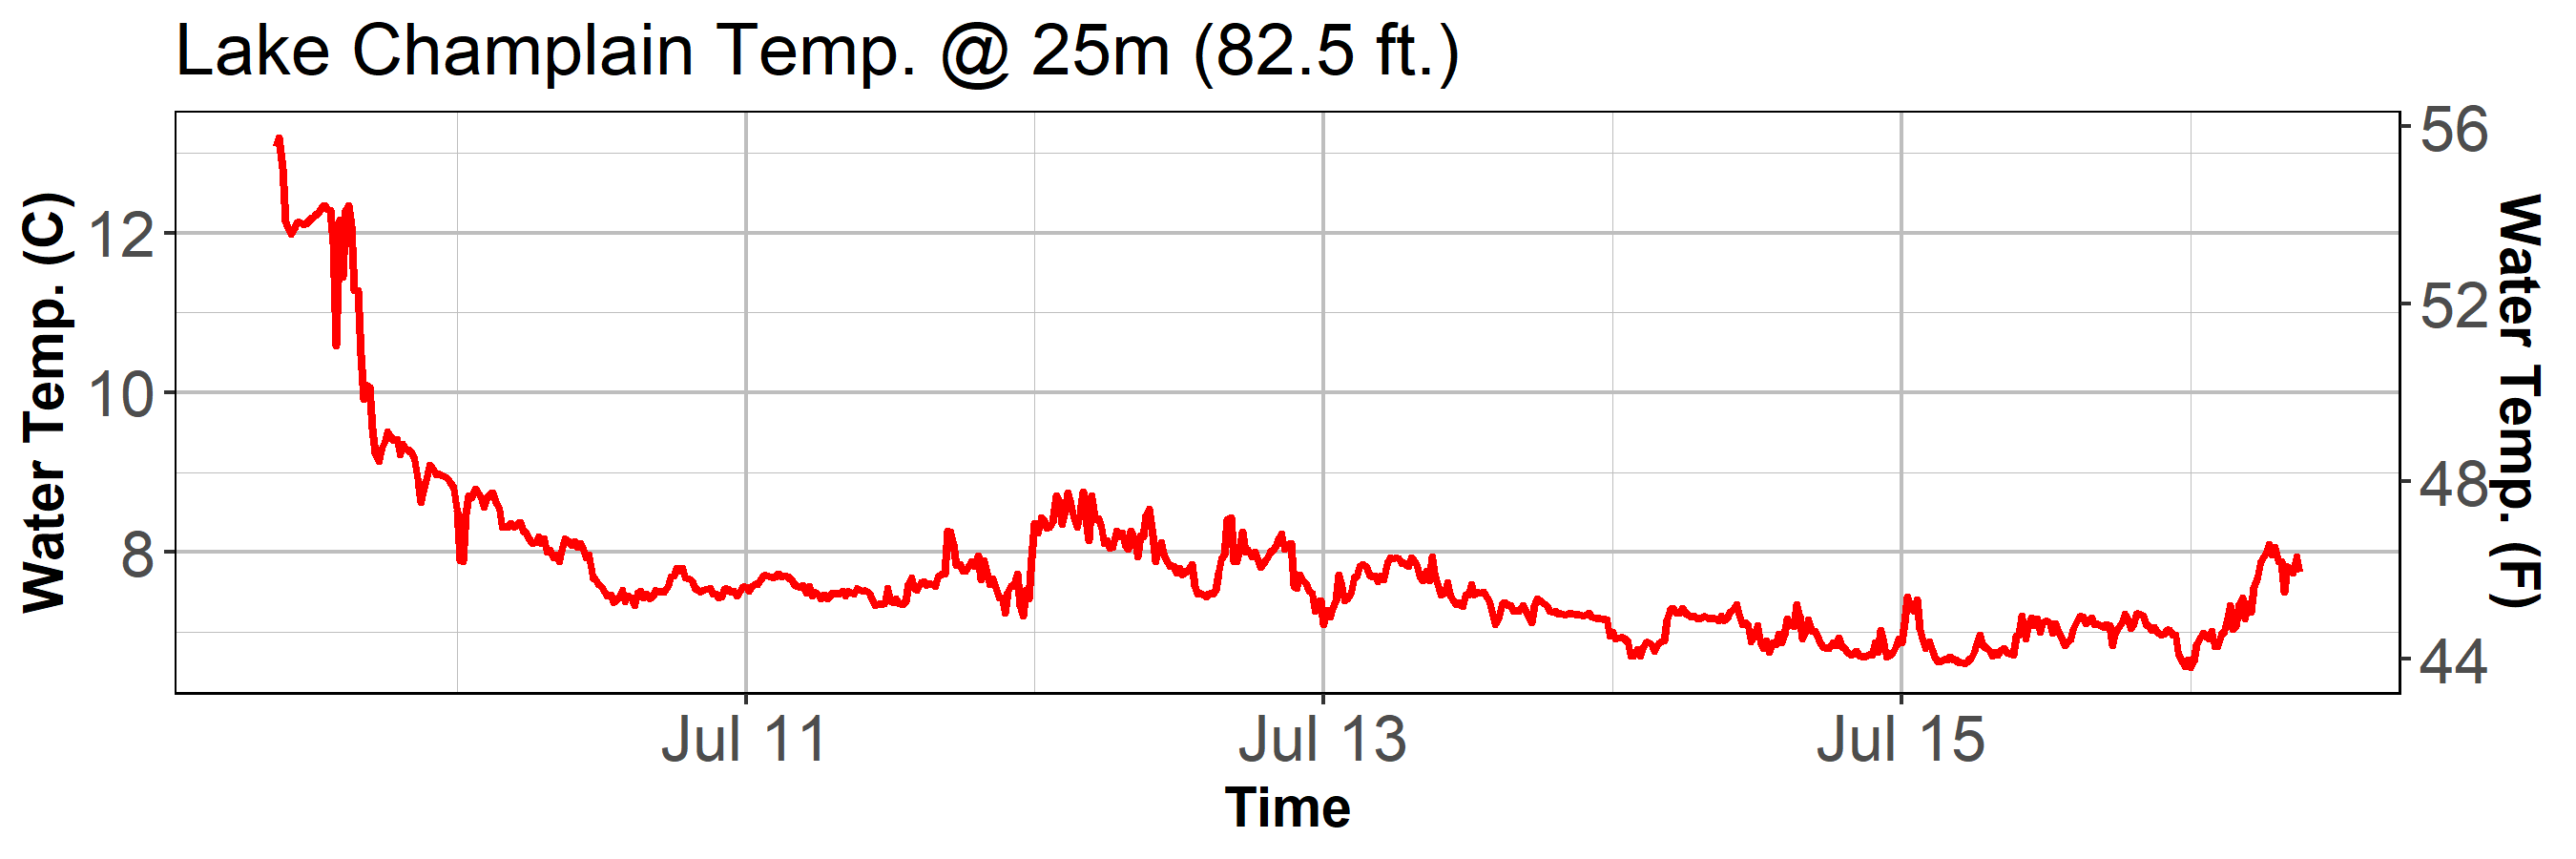 Lake Champlain Temp. @ 25m (82.5 ft.)
Water Temp. (C)
12
10
8
56
52
48
44
Water Temp. (F)
Jul 11
Jul 13
Jul 15
Time